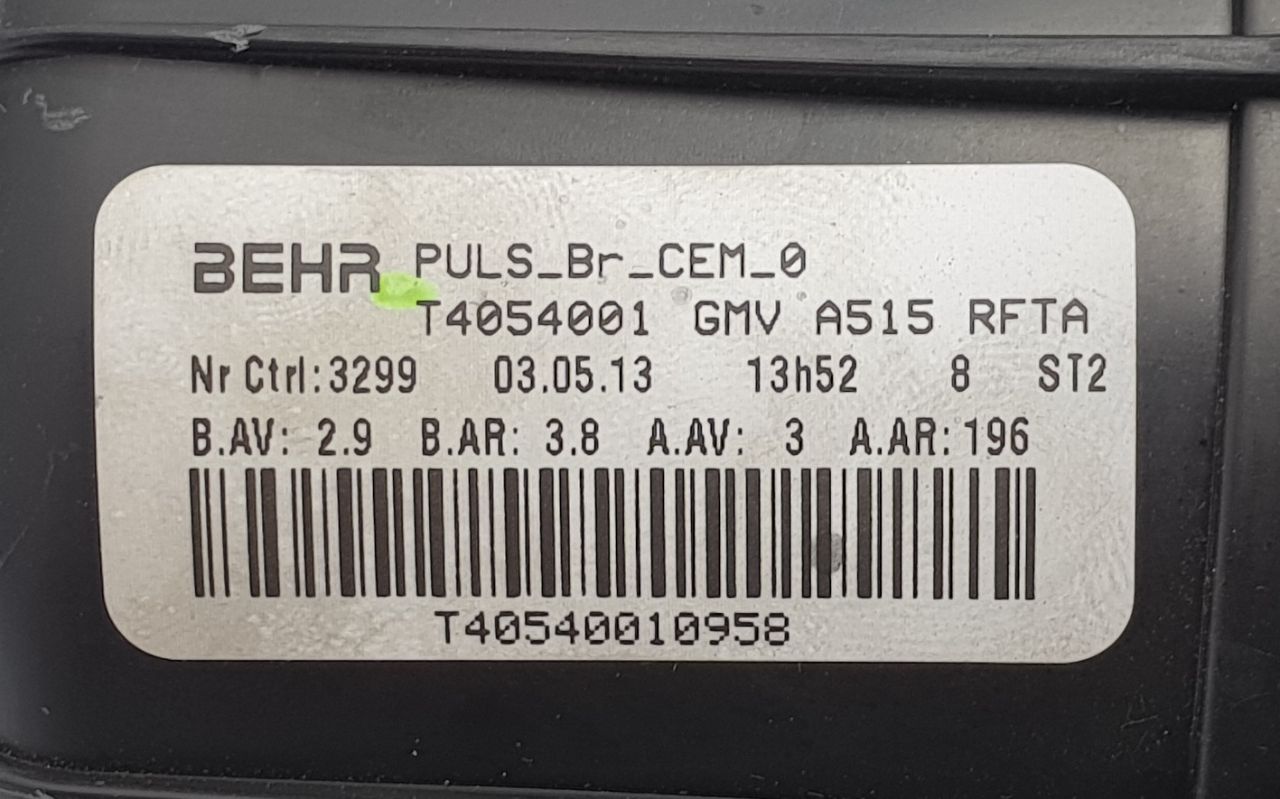 BEHR PULS_Br_CEM_0
T4054001 GMV A515 RFTA
Nr Ctrl:3299 03.05.13 13h52 8 ST2
B.AV: 2.9 B.AR: 3.8 A.AV: 3 A.AR:196
T40540010958